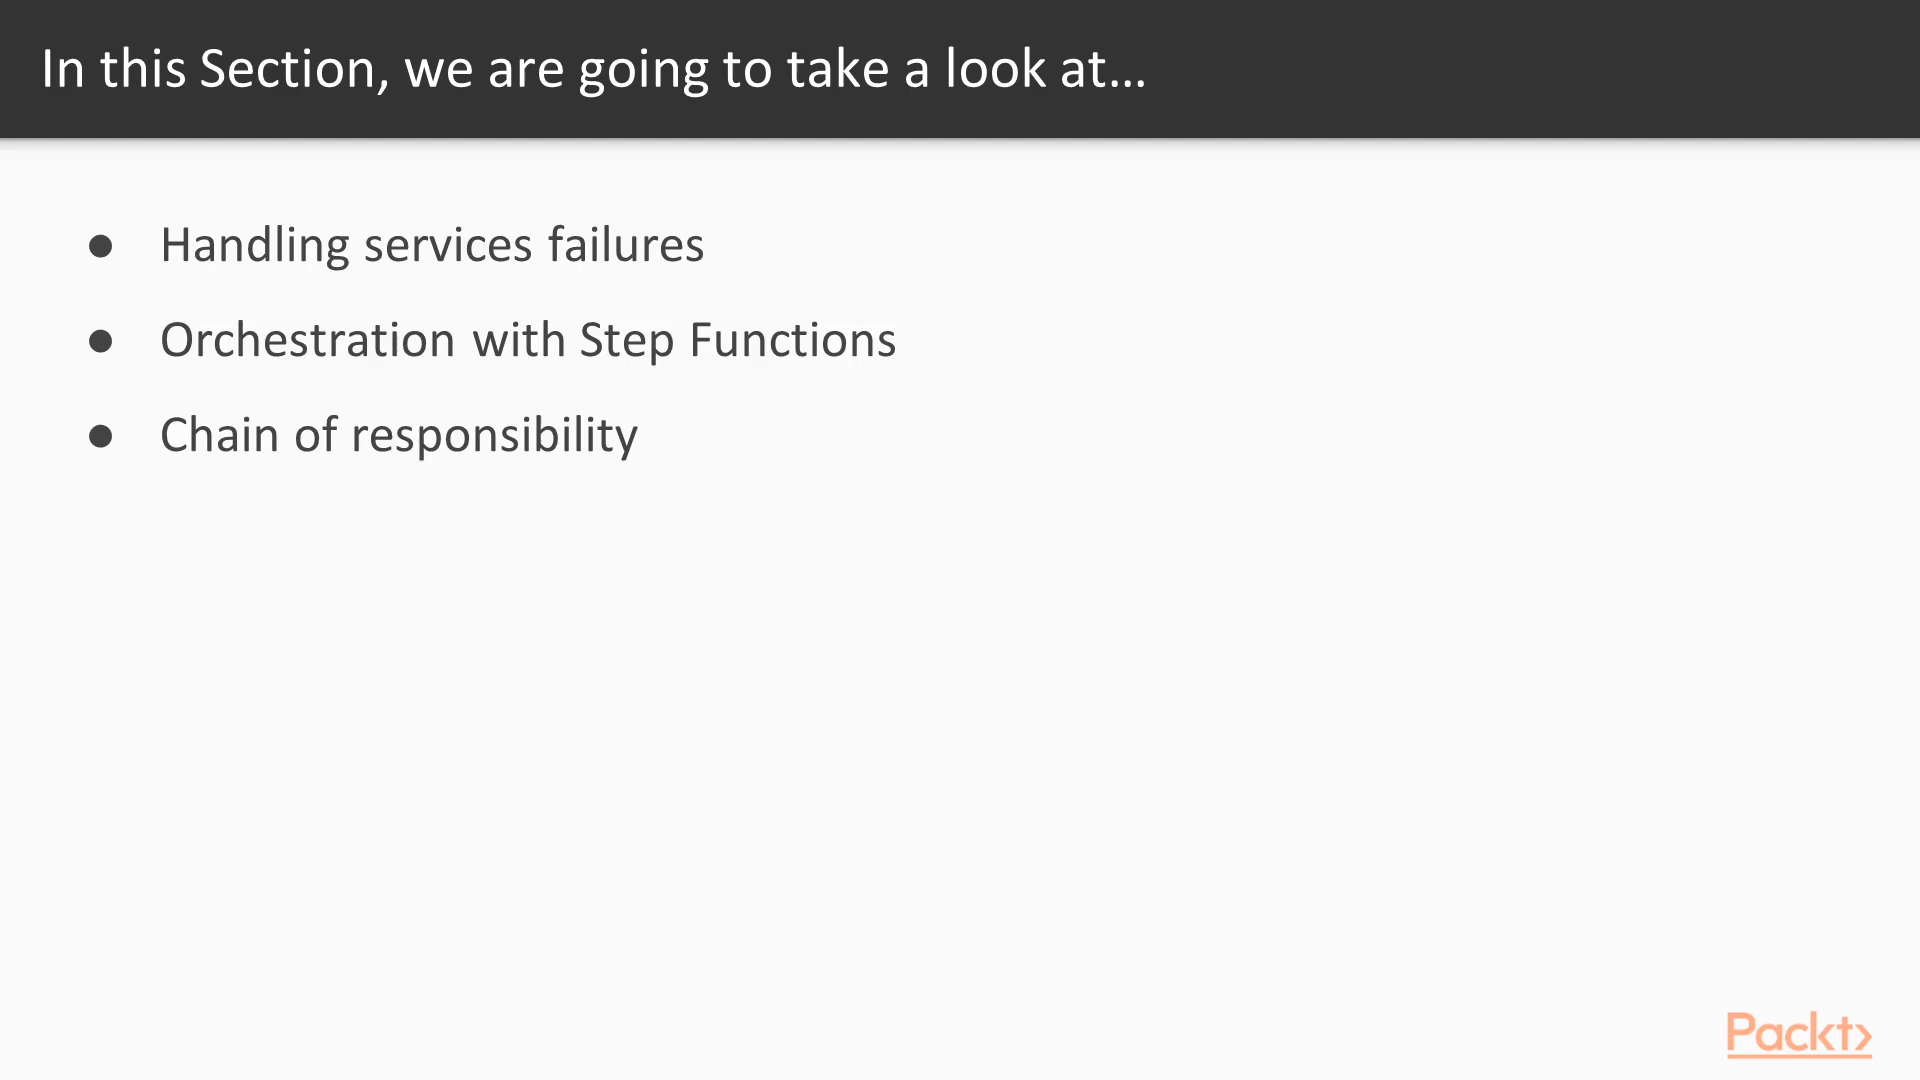 In this Section, we are going to take a look at...
● Handling services failures
● Orchestration with Step Functions
● Chain of responsibility
Packt>